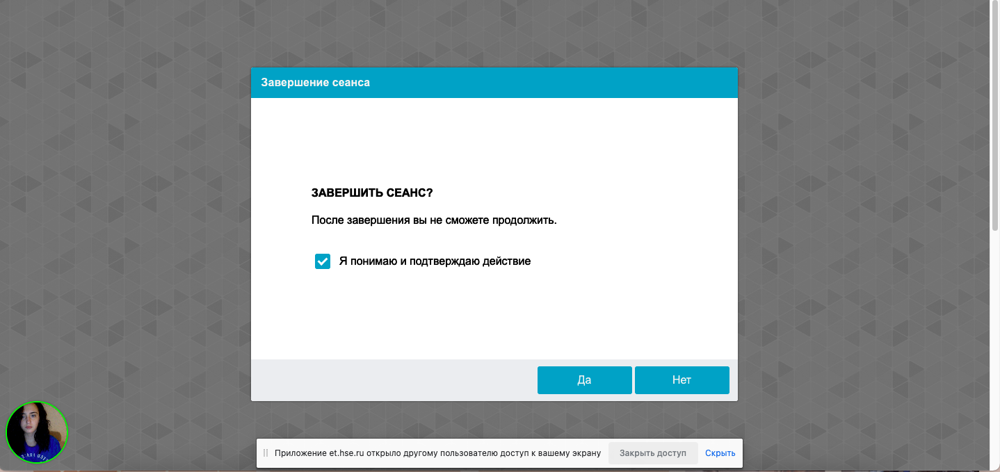 Завершение сеанса
ЗАВЕРШИТЬ СЕАНС?
После завершения вы не сможете продолжить.
Я понимаю и подтверждаю действие
Да
Нет
Приложение et.hse.ru открыло другому пользователю доступ к вашему экрану
Закрыть доступ
Скрыть